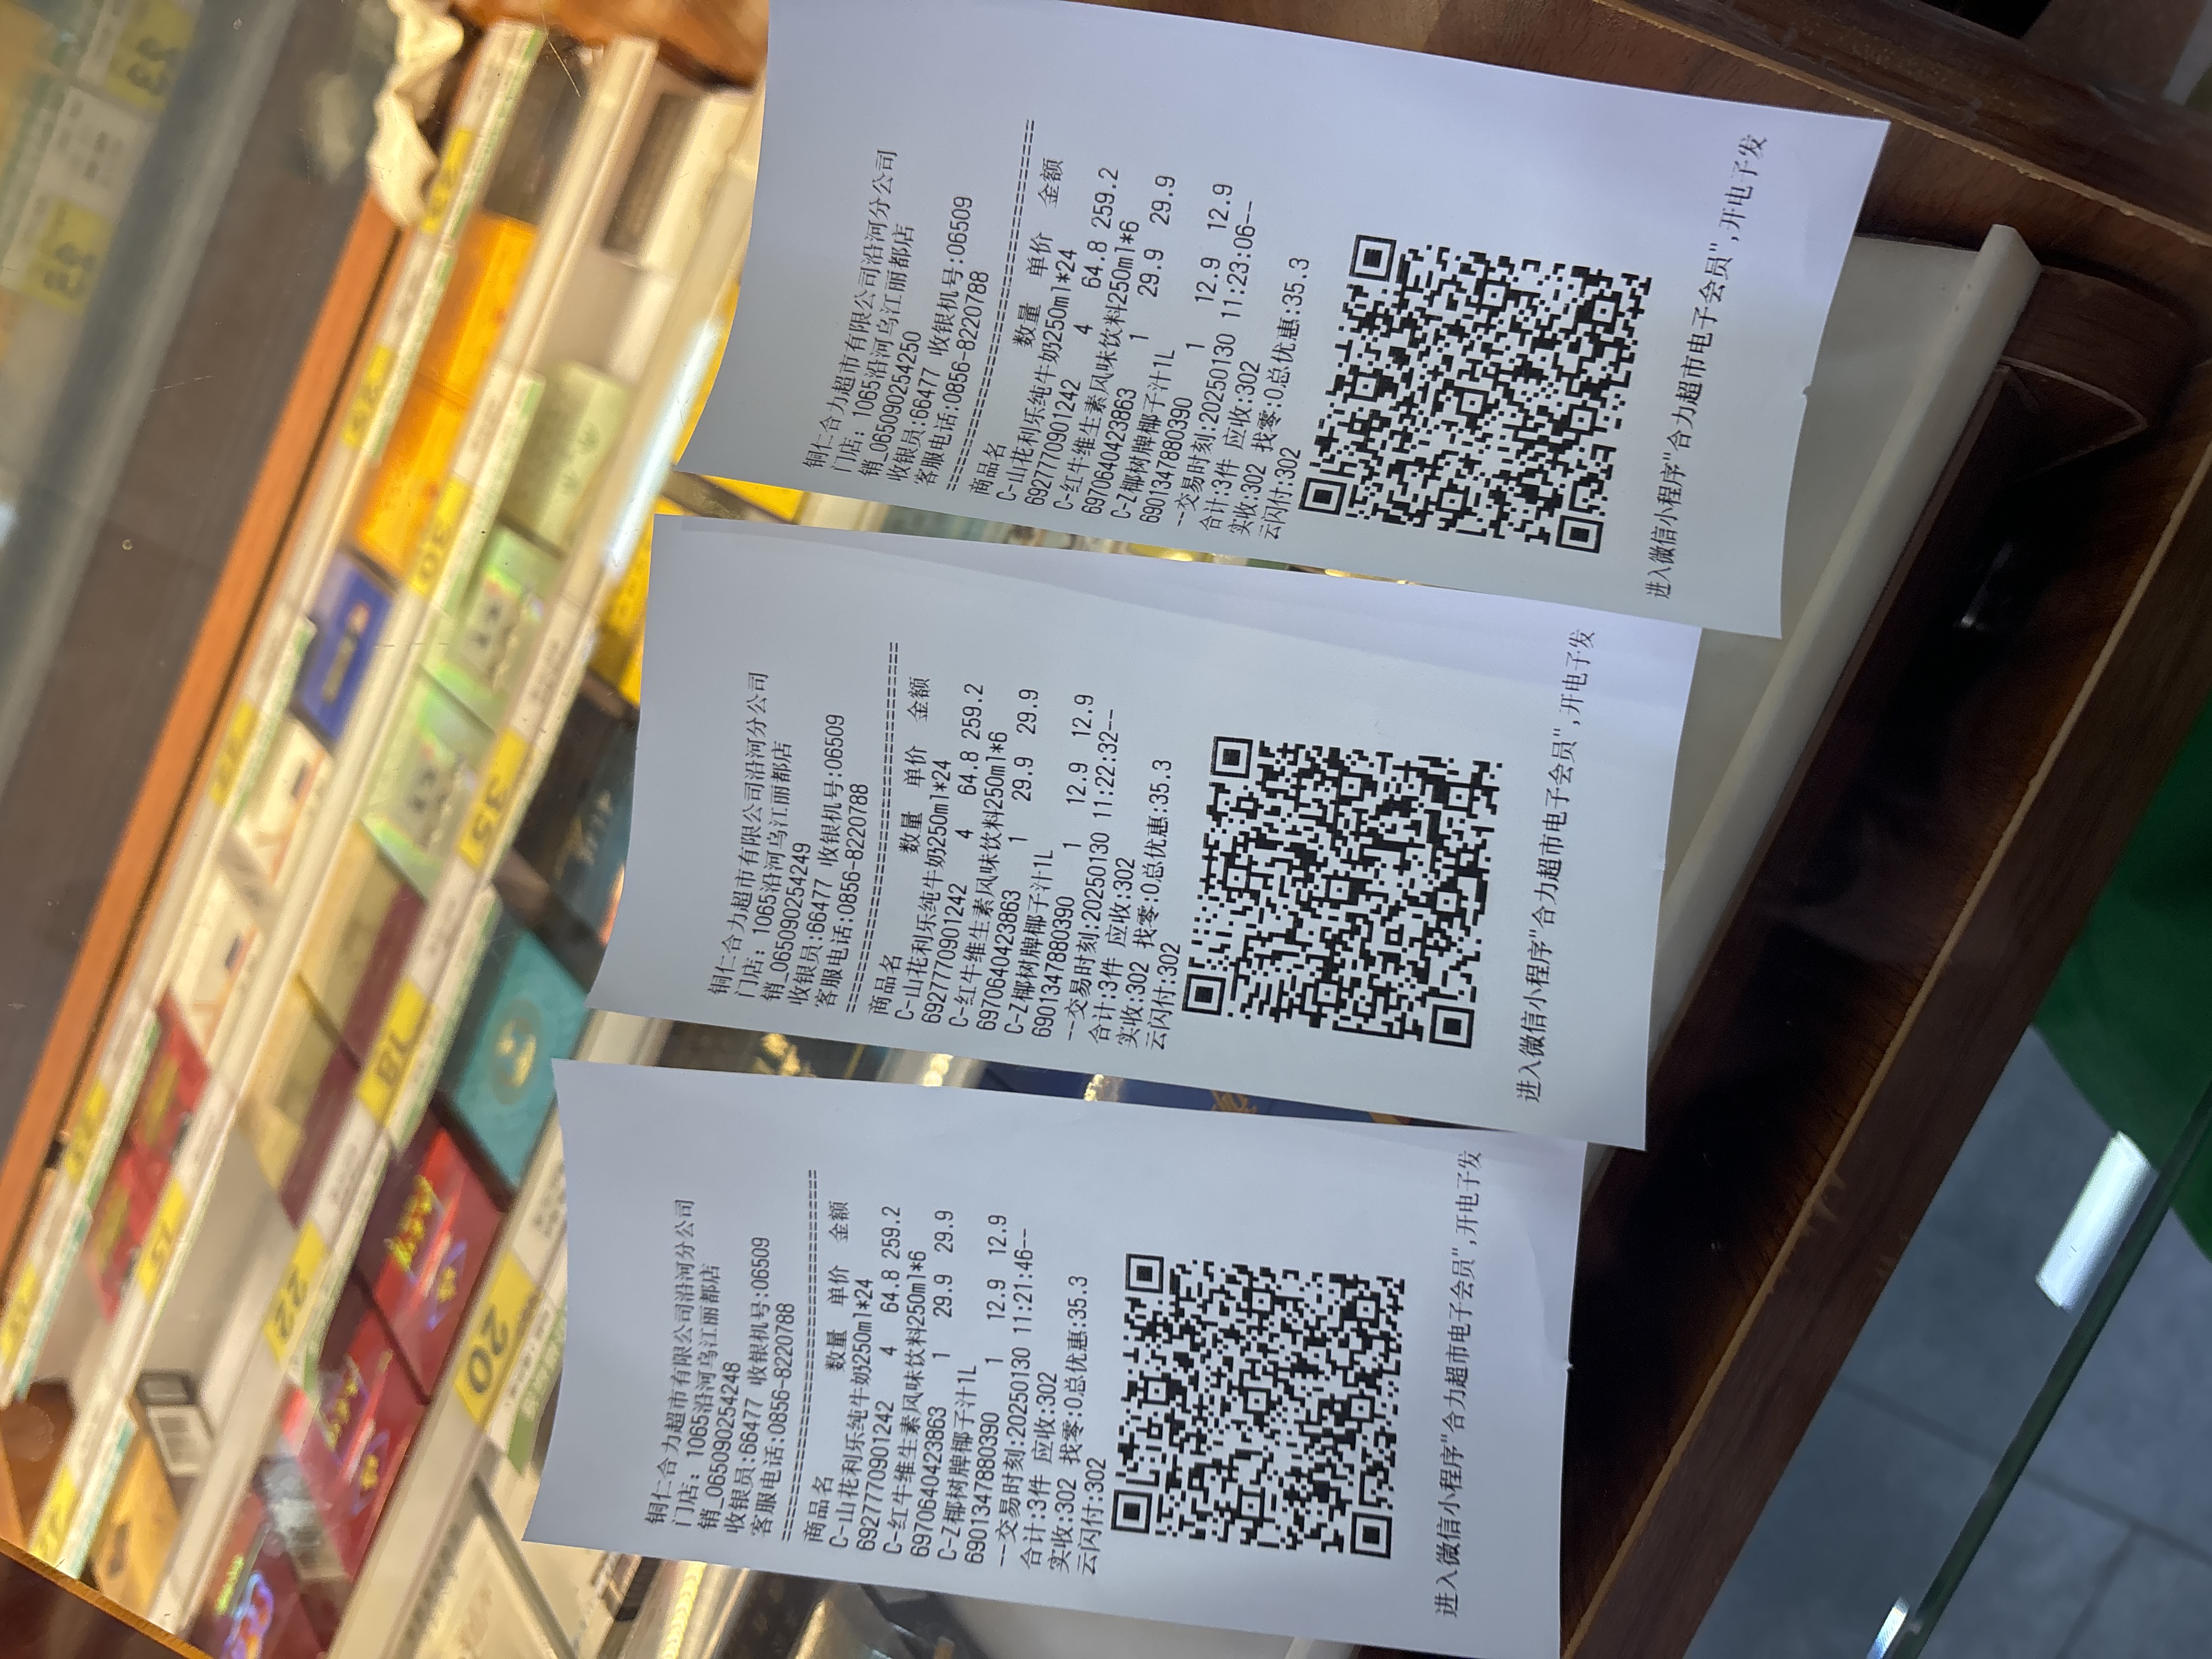 铜仁合力超市有限公司沿河分公司
门店: 1065沿河乌江丽都店
销_0650902542​48
收银员:66477 收银机号:06509
客服电话:0856-8220788
================================
商品名 数量 单价 金额
C-山花利乐纯牛奶250ml*24
6927770901242 4 64.8 259.2
C-红牛维生素风味饮料250ml*6
6970640423863 1 29.9 29.9
C-Z椰树牌椰子汁1L
6901347880390 1 12.9 12.9
--交易时刻:20250130 11:21:46--
合计:3件 应收:302
实收:302 找零:0总优惠:35.3
云闪付:302
进入微信小程序"合力超市电子会员",开电子发
铜仁合力超市有限公司沿河分公司
门店: 1065沿河乌江丽都店
销_065090254249
收银员:66477 收银机号:06509
客服电话:0856-8220788
================================
商品名 数量 单价 金额
C-山花利乐纯牛奶250ml*24
6927770901242 4 64.8 259.2
C-红牛维生素风味饮料250ml*6
6970640423863 1 29.9 29.9
C-Z椰树牌椰子汁1L
6901347880390 1 12.9 12.9
--交易时刻:20250130 11:22:32--
合计:3件 应收:302
实收:302 找零:0总优惠:35.3
云闪付:302
进入微信小程序"合力超市电子会员",开电子发
铜仁合力超市有限公司沿河分公司
门店: 1065沿河乌江丽都店
销_065090254250
收银员:66477 收银机号:06509
客服电话:0856-8220788
================================
商品名 数量 单价 金额
C-山花利乐纯牛奶250ml*24
6927770901242 4 64.8 259.2
C-红牛维生素风味饮料250ml*6
6970640423863 1 29.9 29.9
C-Z椰树牌椰子汁1L
6901347880390 1 12.9 12.9
--交易时刻:20250130 11:23:06--
合计:3件 应收:302
实收:302 找零:0总优惠:35.3
云闪付:302
进入微信小程序"合力超市电子会员",开电子发
20
22
15
18
35
30